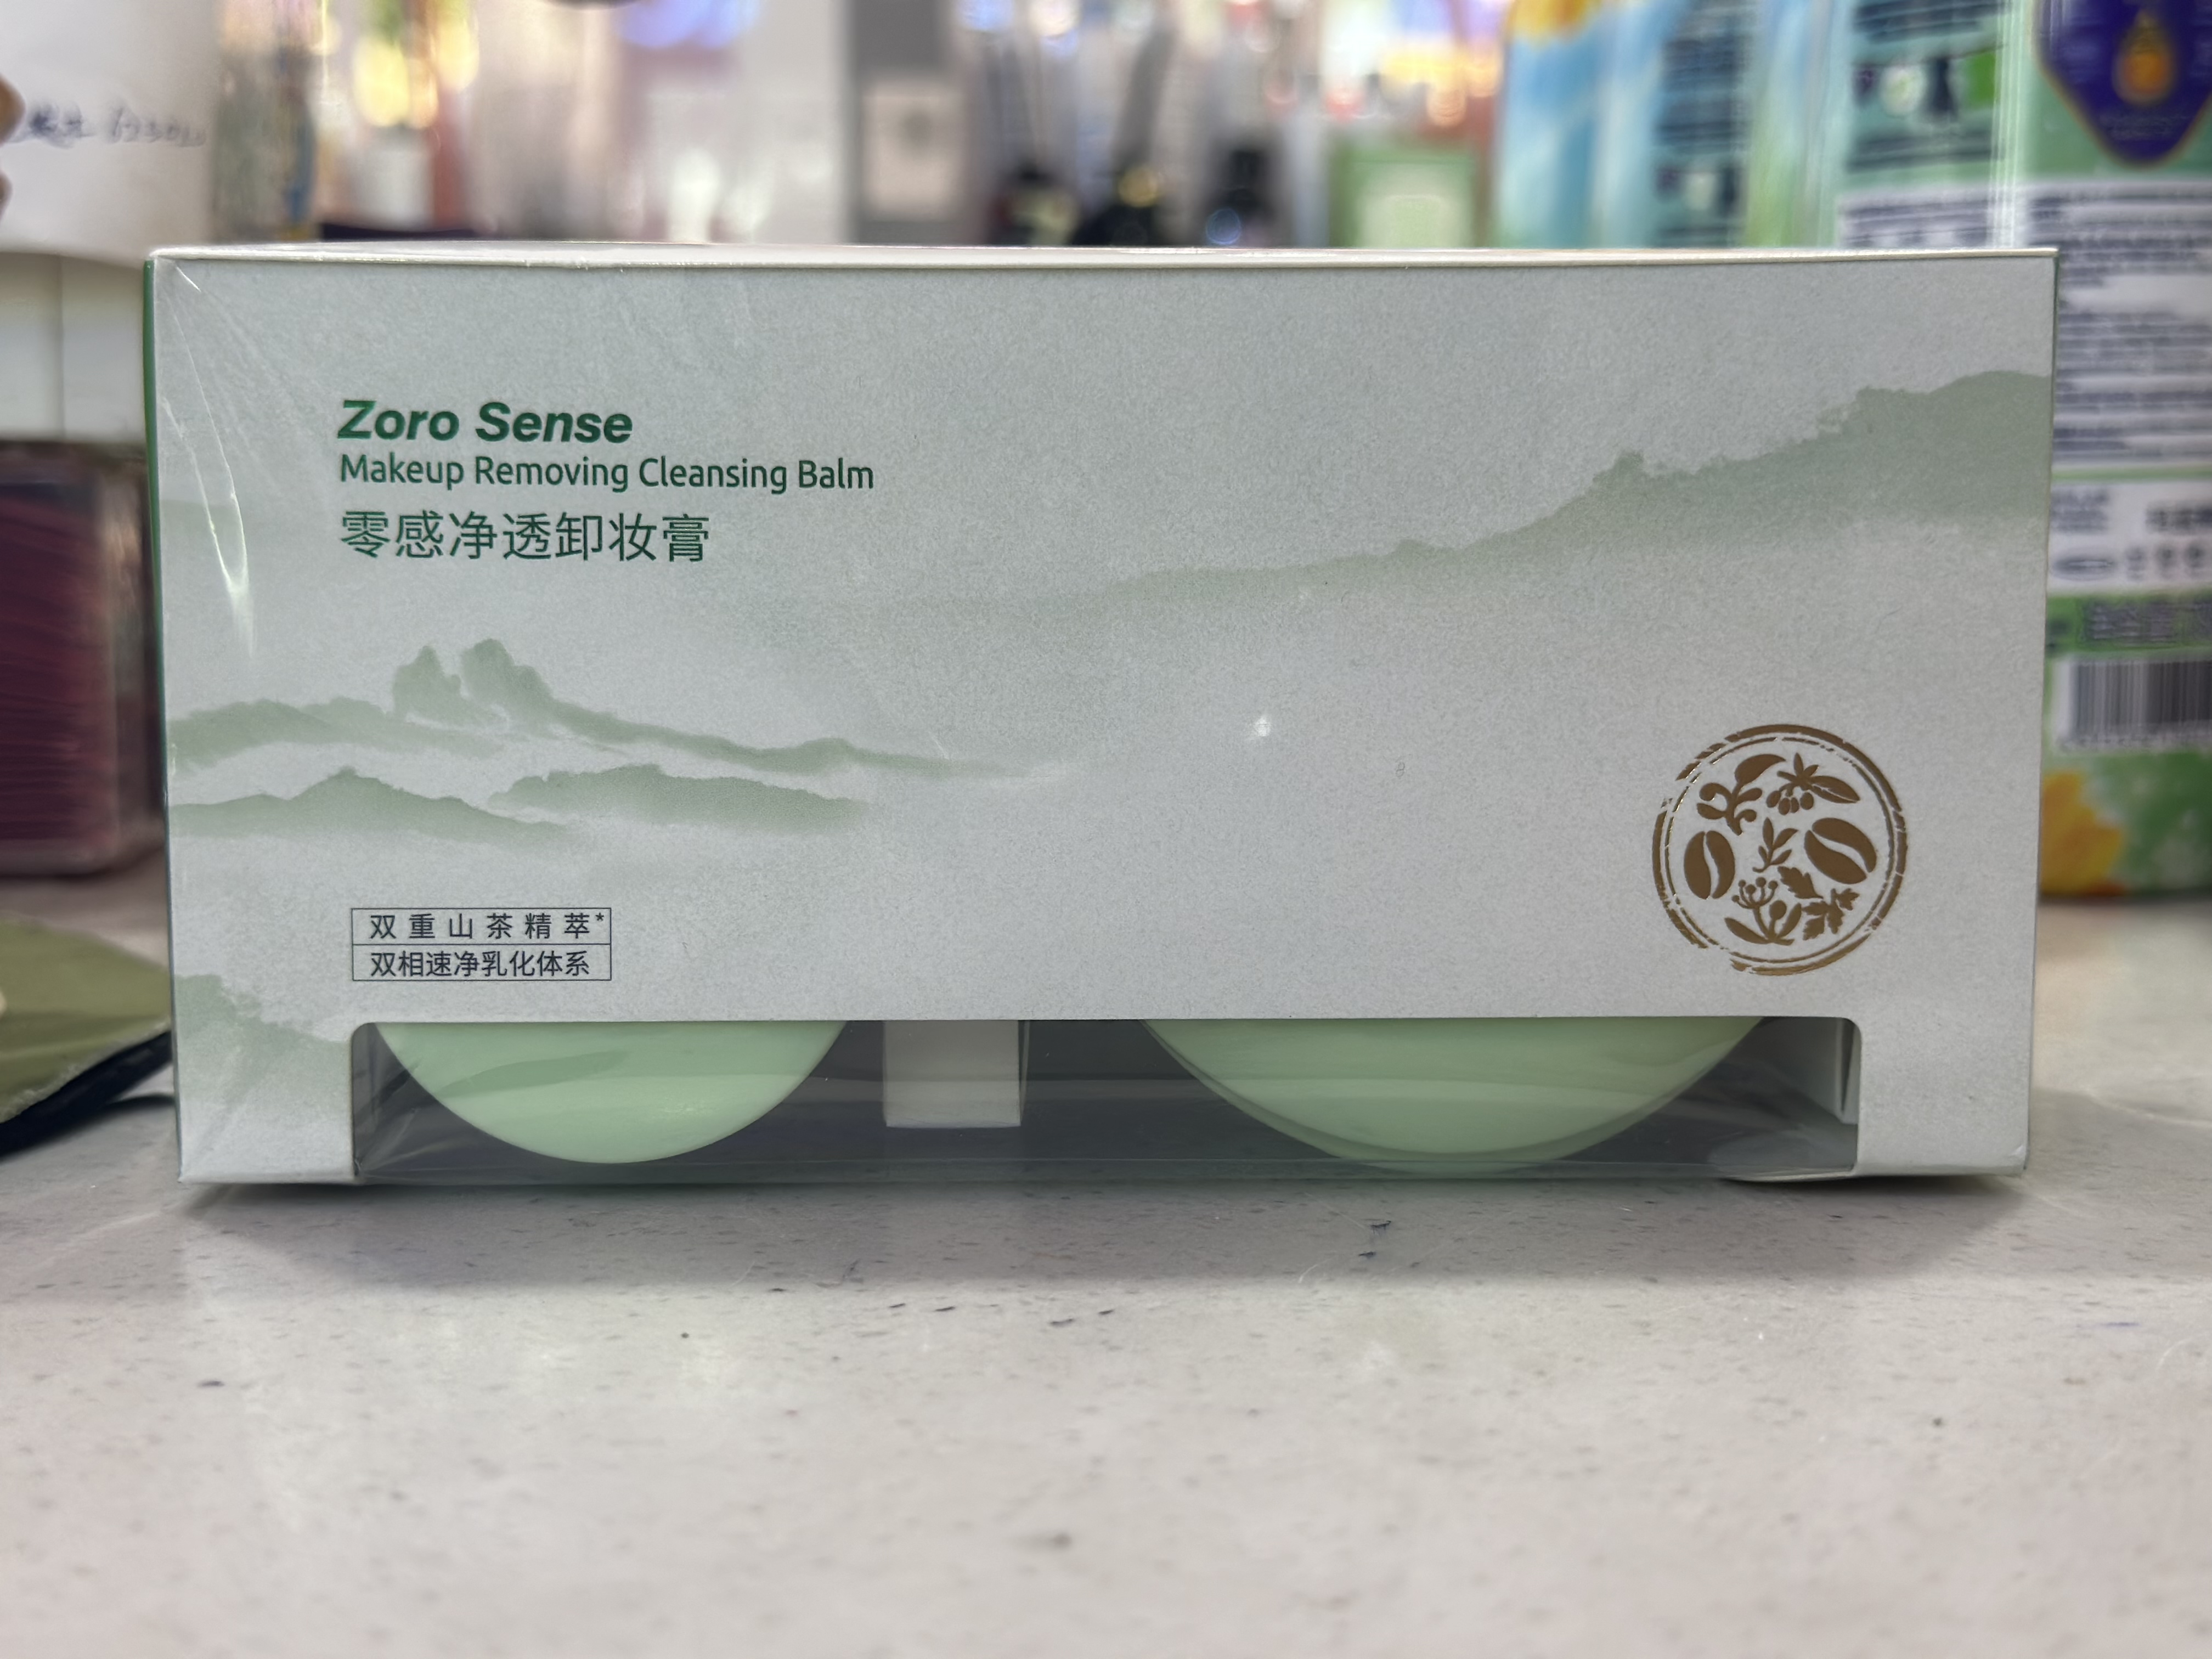 Zoro Sense
Makeup Removing Cleansing Balm
零感净透卸妆膏
双重山茶精萃*
双相速净乳化体系